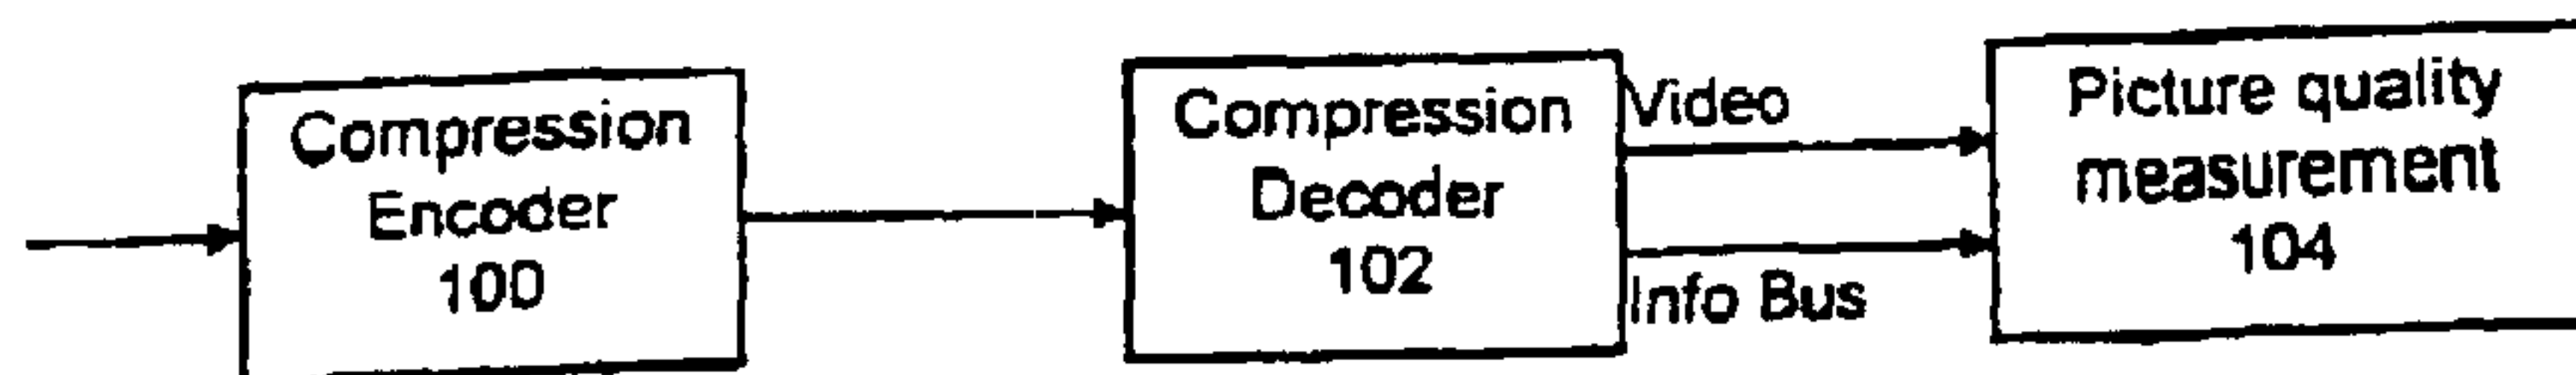 Compression
Encoder
100
Compression
Decoder
102
Video
Info Bus
Picture quality
measurement
104